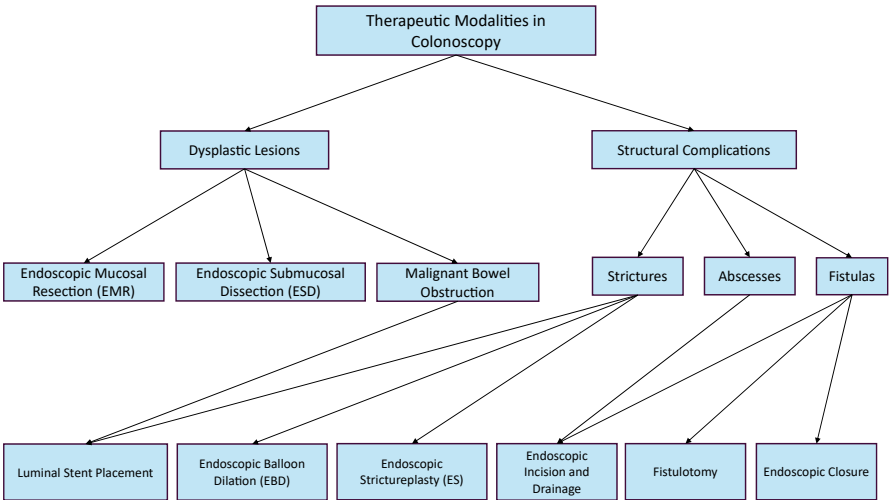 Therapeutic Modalities in
Colonoscopy
Dysplastic Lesions
Structural Complications
Endoscopic Mucosal
Resection (EMR)
Endoscopic Submucosal
Dissection (ESD)
Malignant Bowel
Obstruction
Strictures
Abscesses
Fistulas
Luminal Stent Placement
Endoscopic Balloon
Dilation (EBD)
Endoscopic
Strictureplasty (ES)
Endoscopic
Incision and
Drainage
Fistulotomy
Endoscopic Closure